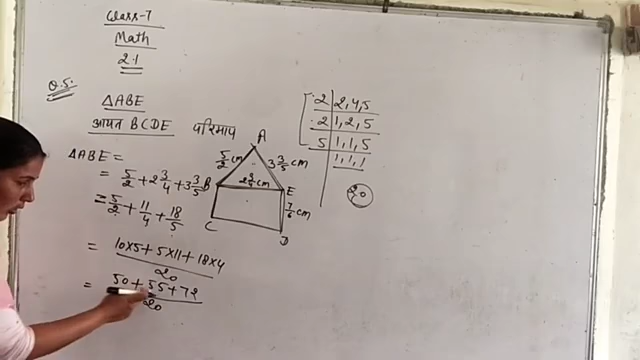 Class-7
Math
2.1
Q.5.
△ABE
आयत BCDE परिमाप
△ABE =
= 5/2 + 2 3/4 + 3 3/5
= 5/2 + 11/4 + 18/5
= 10×5 + 5×11 + 18×4 / 20
= 50 + 55 + 72 / 20
A
5/2 cm
3 3/5 cm
B
2 3/4 cm
E
7/6 cm
C
D
2 | 2, 4, 5
2 | 1, 2, 5
5 | 1, 1, 5
1, 1, 1
20